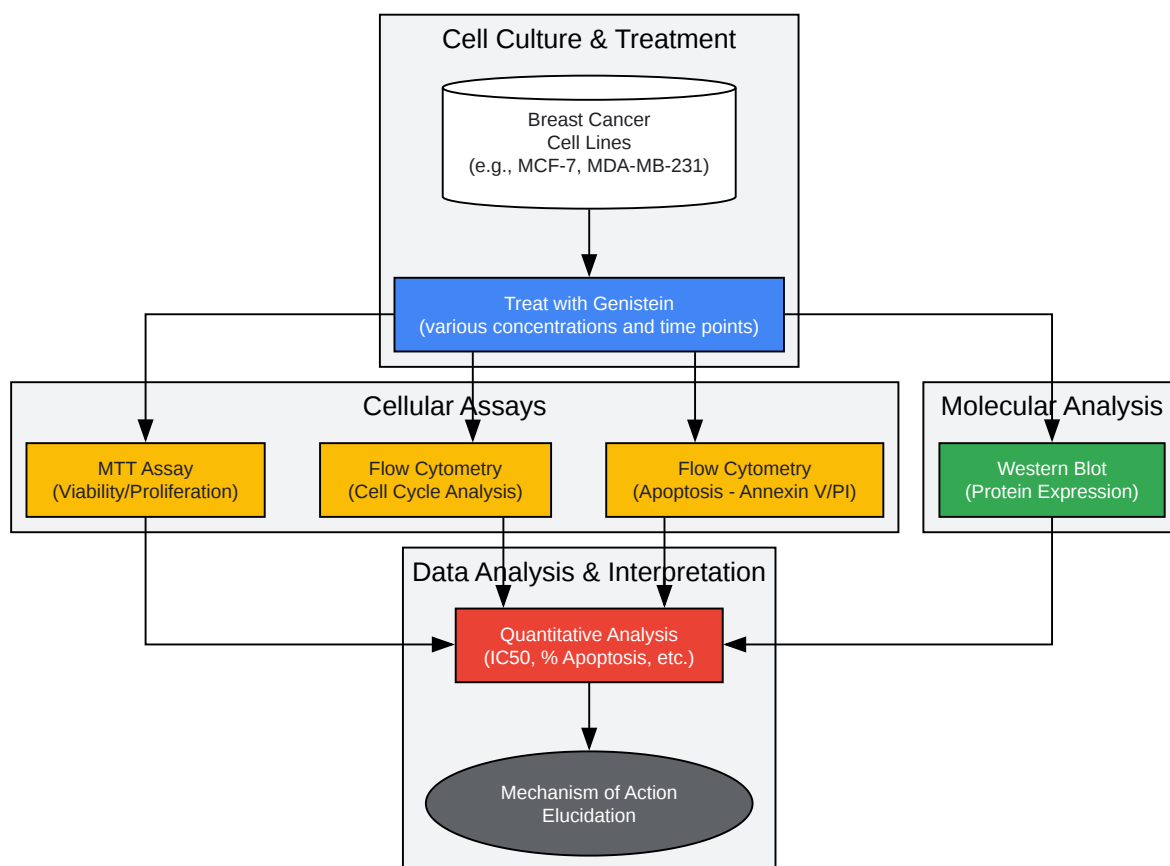 Cell Culture & Treatment
Breast Cancer
Cell Lines
(e.g., MCF-7, MDA-MB-231)
Treat with Genistein
(various concentrations and time points)
Cellular Assays
Molecular Analysis
MTT Assay
(Viability/Proliferation)
Flow Cytometry
(Cell Cycle Analysis)
Flow Cytometry
(Apoptosis - Annexin V/PI)
Western Blot
(Protein Expression)
Data Analysis & Interpretation
Quantitative Analysis
(IC50, % Apoptosis, etc.)
Mechanism of Action
Elucidation